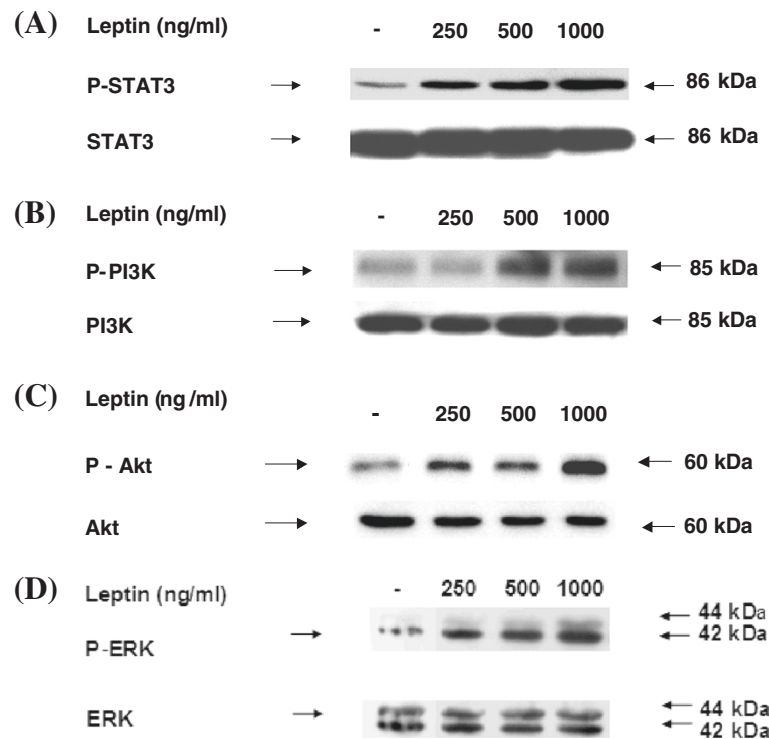 (A) Leptin (ng/ml) - 250 500 1000
P-STAT3 86 kDa
STAT3 86 kDa
(B) Leptin (ng/ml) - 250 500 1000
P-PI3K 85 kDa
PI3K 85 kDa
(C) Leptin (ng/ml) - 250 500 1000
P - Akt 60 kDa
Akt 60 kDa
(D) Leptin (ng/ml) - 250 500 1000
44 kDa
P-ERK 42 kDa
ERK 44 kDa
42 kDa